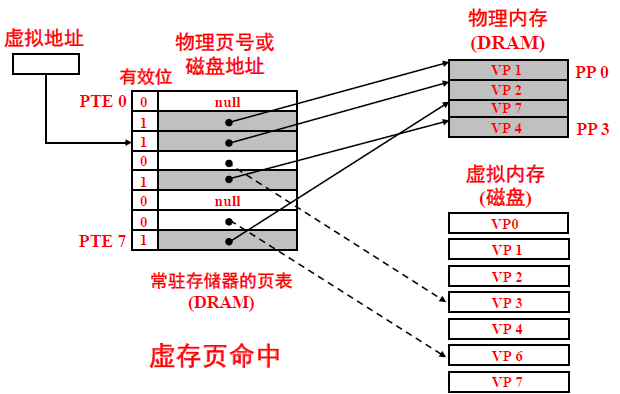 虚拟地址
物理页号或
磁盘地址
有效位
PTE 0
0
null
1
1
0
1
0
null
0
PTE 7
1
常驻存储器的页表
(DRAM)
虚存页命中
物理内存
(DRAM)
VP 1
PP 0
VP 2
VP 7
VP 4
PP 3
虚拟内存
(磁盘)
VP0
VP 1
VP 2
VP 3
VP 4
VP 6
VP 7